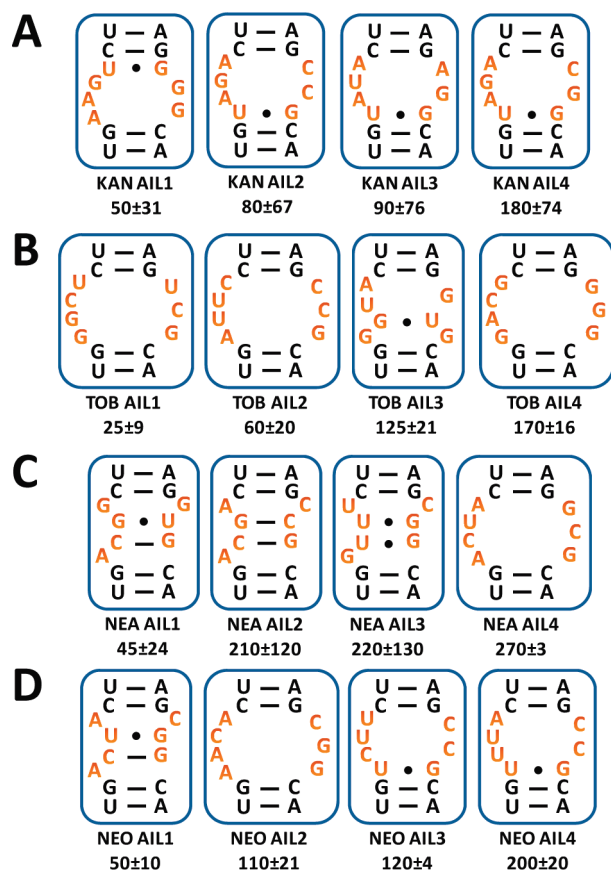 A
U A
C G
U G
G G
A G
A
G C
U A
KAN AIL1
50±31
U A
C G
A C
G C
A
U G
G C
U A
KAN AIL2
80±67
U A
C G
A A
U G
A
U G
G C
U A
KAN AIL3
90±76
U A
C G
A C
G G
A
U G
G C
U A
KAN AIL4
180±74
B
U A
C G
U U
C C
G G
G
G C
U A
TOB AIL1
25±9
U A
C G
C C
U C
U G
A
G C
U A
TOB AIL2
60±20
U A
C G
A G
U
G U
G G
G C
U A
TOB AIL3
125±21
U A
C G
G G
C G
A G
G
G C
U A
TOB AIL4
170±16
C
U A
C G
G G
G U
C G
A
G C
U A
NEA AIL1
45±24
U A
C G
A C
G C
C G
A
G C
U A
NEA AIL2
210±120
U A
C G
U C
U G
U G
G
G C
U A
NEA AIL3
220±130
U A
C G
A G
U C
C G
A
G C
U A
NEA AIL4
270±3
D
U A
C G
A C
U G
C G
A
G C
U A
NEO AIL1
50±10
U A
C G
A C
C G
A G
A
G C
U A
NEO AIL2
110±21
U A
C G
U C
U C
C
U G
G C
U A
NEO AIL3
120±4
U A
C G
A C
U C
U
U G
G C
U A
NEO AIL4
200±20